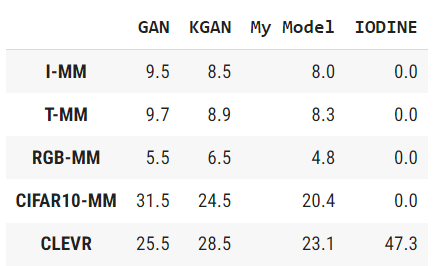 GAN KGAN My Model IODINE
I-MM 9.5 8.5 8.0 0.0
T-MM 9.7 8.9 8.3 0.0
RGB-MM 5.5 6.5 4.8 0.0
CIFAR10-MM 31.5 24.5 20.4 0.0
CLEVR 25.5 28.5 23.1 47.3